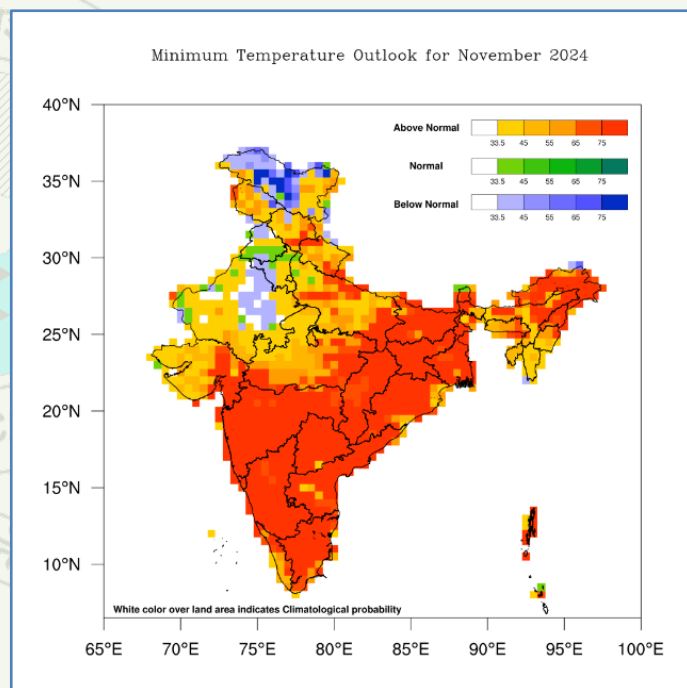 Minimum Temperature Outlook for November 2024
40°N
35°N
30°N
25°N
20°N
15°N
10°N
Above Normal
33.5 45 55 65 75
Normal
33.5 45 55 65 75
Below Normal
33.5 45 55 65 75
White color over land area indicates Climatological probability
65°E 70°E 75°E 80°E 85°E 90°E 95°E 100°E